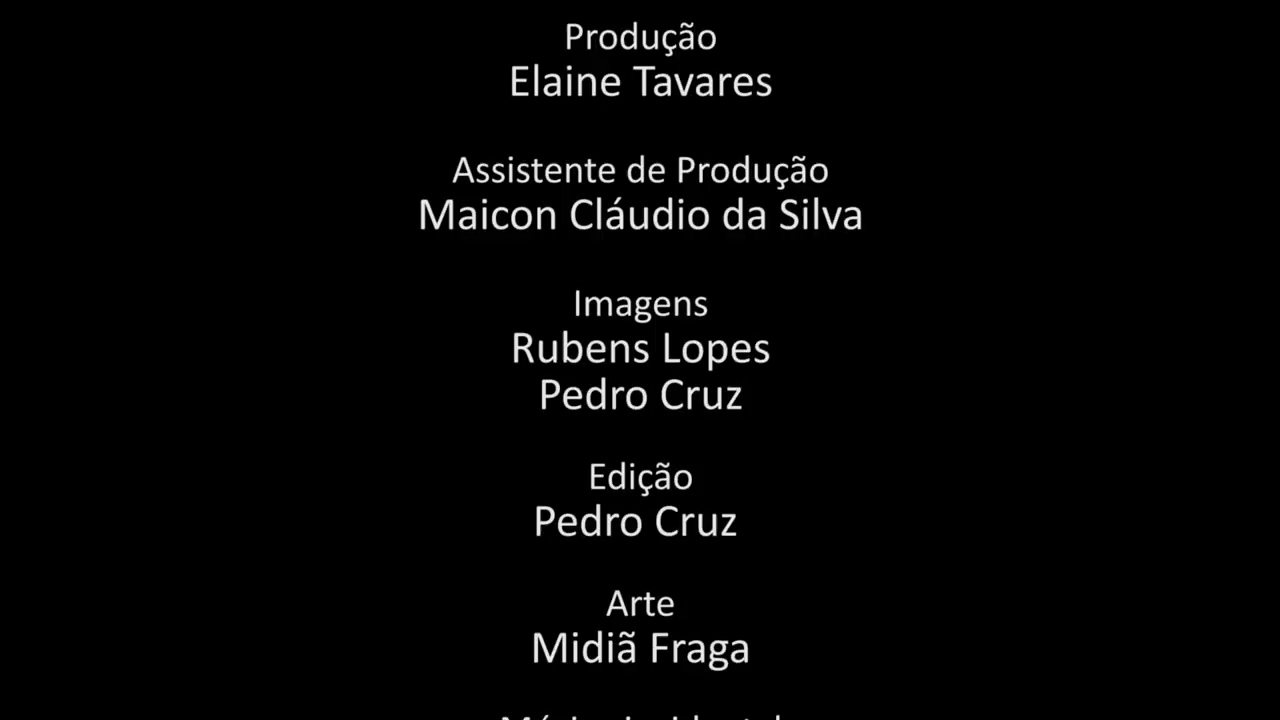 Produção
Elaine Tavares
Assistente de Produção
Maicon Cláudio da Silva
Imagens
Rubens Lopes
Pedro Cruz
Edição
Pedro Cruz
Arte
Midiã Fraga